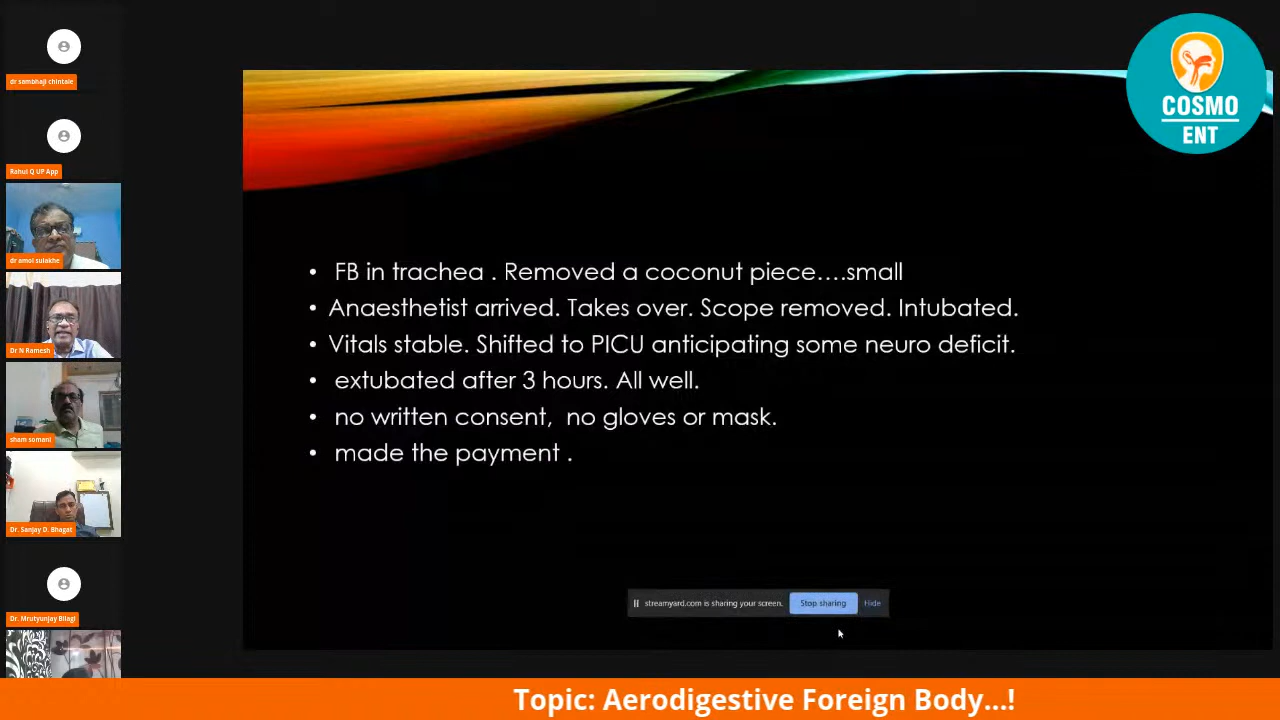 dr sambhaji chintale
Rahul Q UP App
dr amol sulakhe
Dr N Ramesh
sham somani
Dr. Sanjay D. Bhagat
Dr. Mrutyunjay Bilagi
COSMO
ENT
• FB in trachea . Removed a coconut piece....small
• Anaesthetist arrived. Takes over. Scope removed. Intubated.
• Vitals stable. Shifted to PICU anticipating some neuro deficit.
• extubated after 3 hours. All well.
• no written consent, no gloves or mask.
• made the payment .
streamyard.com is sharing your screen. Stop sharing Hide
Topic: Aerodigestive Foreign Body...!